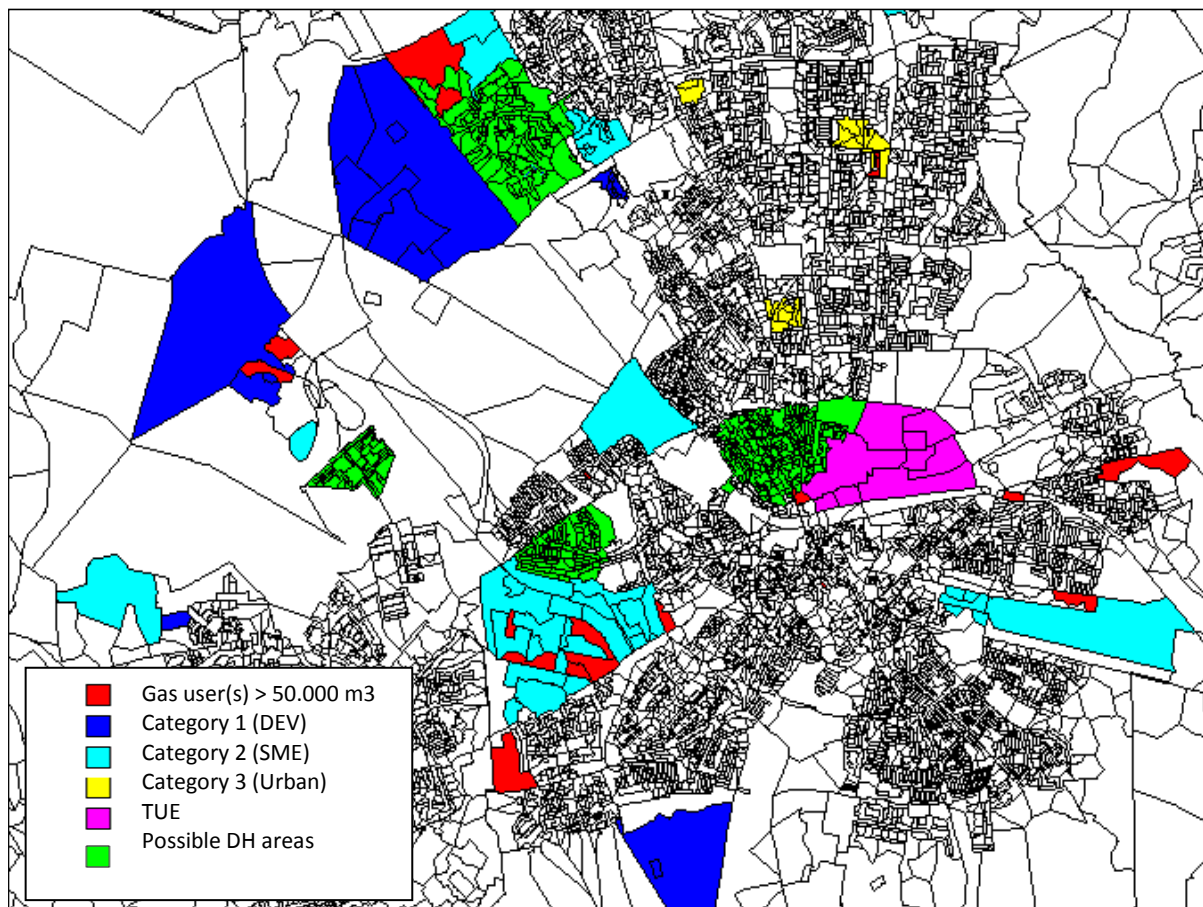 Gas user(s) > 50.000 m3
Category 1 (DEV)
Category 2 (SME)
Category 3 (Urban)
TUE
Possible DH areas